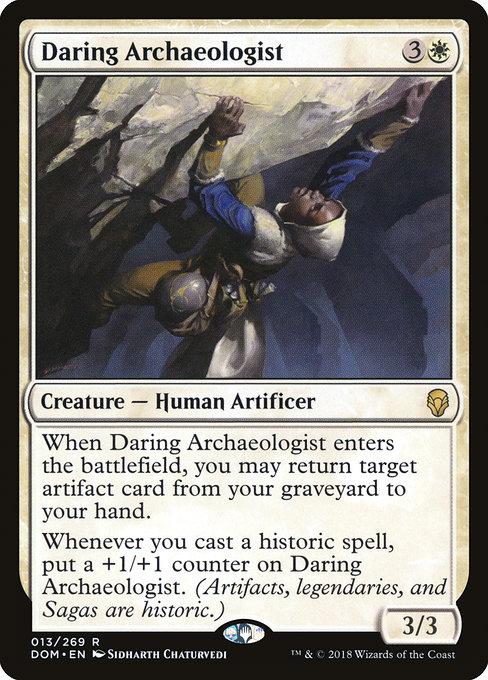 Daring Archaeologist 3
Creature — Human Artificer
When Daring Archaeologist enters
the battlefield, you may return target
artifact card from your graveyard to
your hand.
Whenever you cast a historic spell,
put a +1/+1 counter on Daring
Archaeologist. (Artifacts, legendaries, and
Sagas are historic.)
3/3
013/269 R
DOM • EN Sidharth Chaturvedi
™ & © 2018 Wizards of the Coast